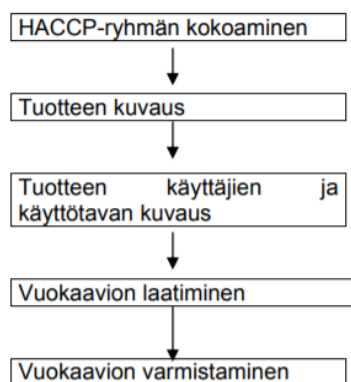 HACCP-ryhmän kokoaminen
Tuotteen kuvaus
Tuotteen käyttäjien ja
käyttötavan kuvaus
Vuokaavion laatiminen
Vuokaavion varmistaminen